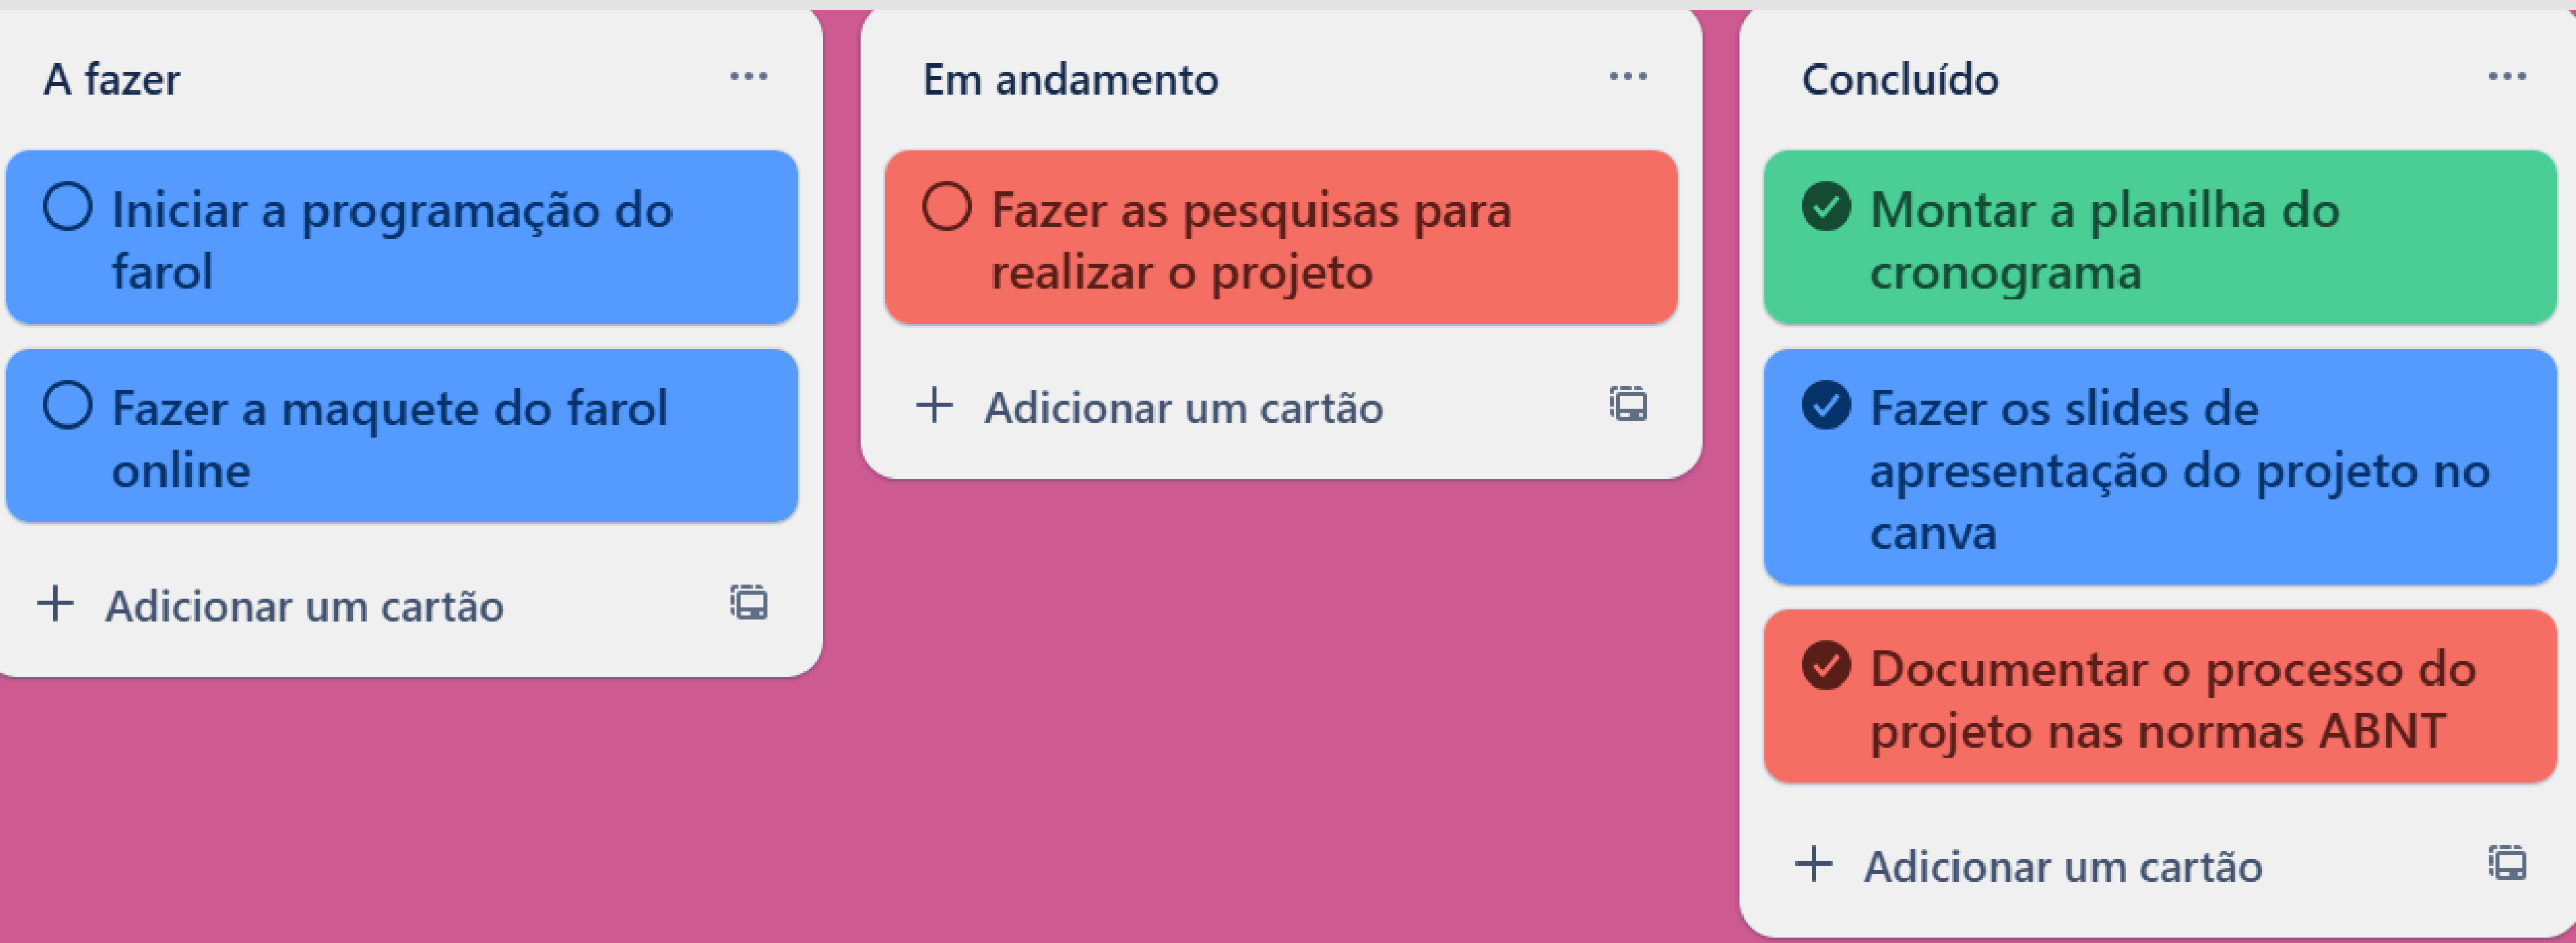 A fazer
Iniciar a programação do
farol
Fazer a maquete do farol
online
Adicionar um cartão
Em andamento
Fazer as pesquisas para
realizar o projeto
Adicionar um cartão
Concluído
Montar a planilha do
cronograma
Fazer os slides de
apresentação do projeto no
canva
Documentar o processo do
projeto nas normas ABNT
Adicionar um cartão